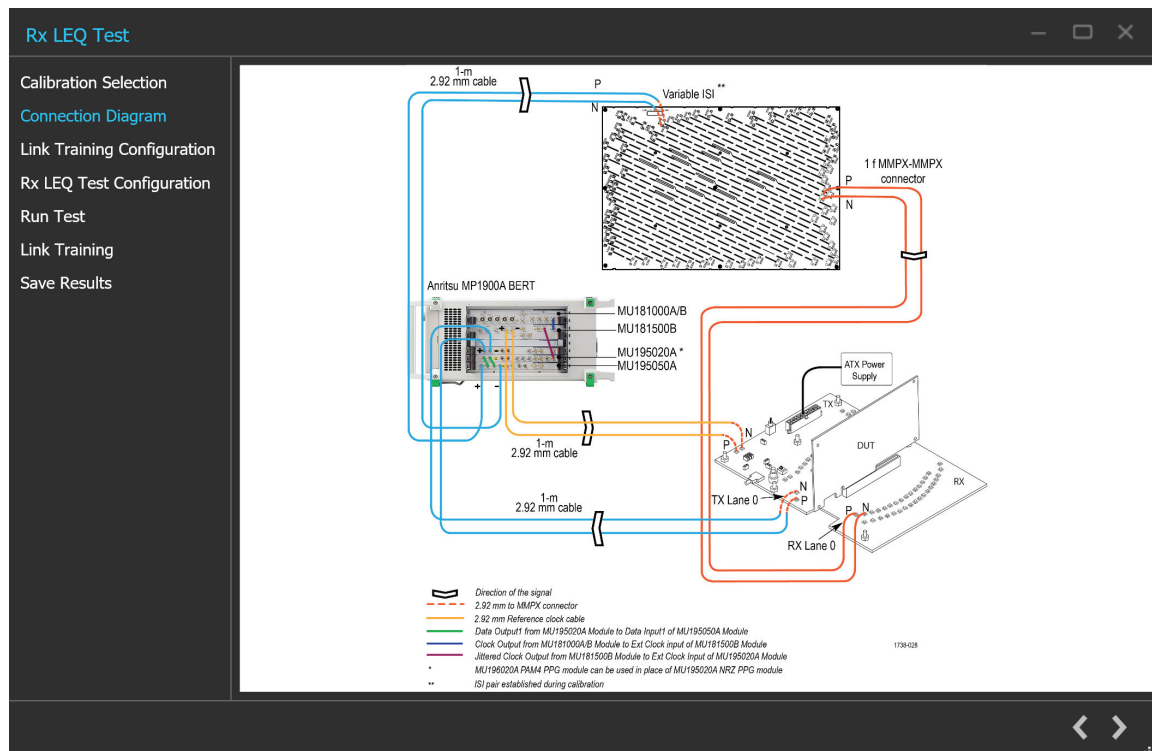 Rx LEQ Test
Calibration Selection
Connection Diagram
Link Training Configuration
Rx LEQ Test Configuration
Run Test
Link Training
Save Results
1-m
2.92 mm cable
P
N
Variable ISI **
1 f MMPX-MMPX
connector
P
N
Anritsu MP1900A BERT
MU181000A/B
MU181500B
MU195020A *
MU195050A
+ -
+ -
+ -
ATX Power
Supply
TX
DUT
RX
N
P
1-m
2.92 mm cable
N
P
TX Lane 0
1-m
2.92 mm cable
P N
RX Lane 0
Direction of the signal
2.92 mm to MMPX connector
2.92 mm Reference clock cable
Data Output1 from MU195020A Module to Data Input1 of MU195050A Module
Clock Output from MU181000A/B Module to Ext Clock input of MU181500B Module
Jittered Clock Output from MU181500B Module to Ext Clock Input of MU195020A Module
* MU196020A PAM4 PPG module can be used in place of MU195020A NRZ PPG module
** ISI pair established during calibration
1738-028